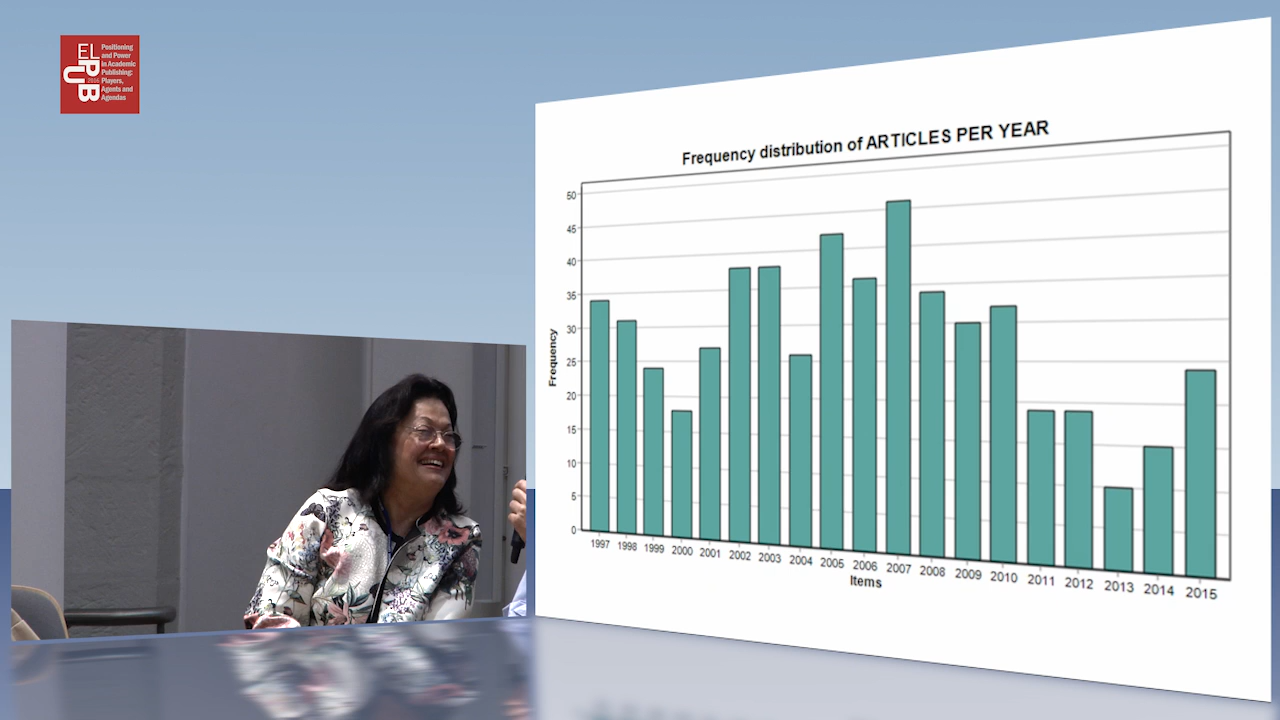 EL
PUB
2016
Positioning
and Power
in Academic
Publishing:
Players,
Agents and
Agendas
Frequency distribution of ARTICLES PER YEAR
Frequency
50
45
40
35
30
25
20
15
10
5
0
1997 1998 1999 2000 2001 2002 2003 2004 2005 2006 2007 2008 2009 2010 2011 2012 2013 2014 2015
Items